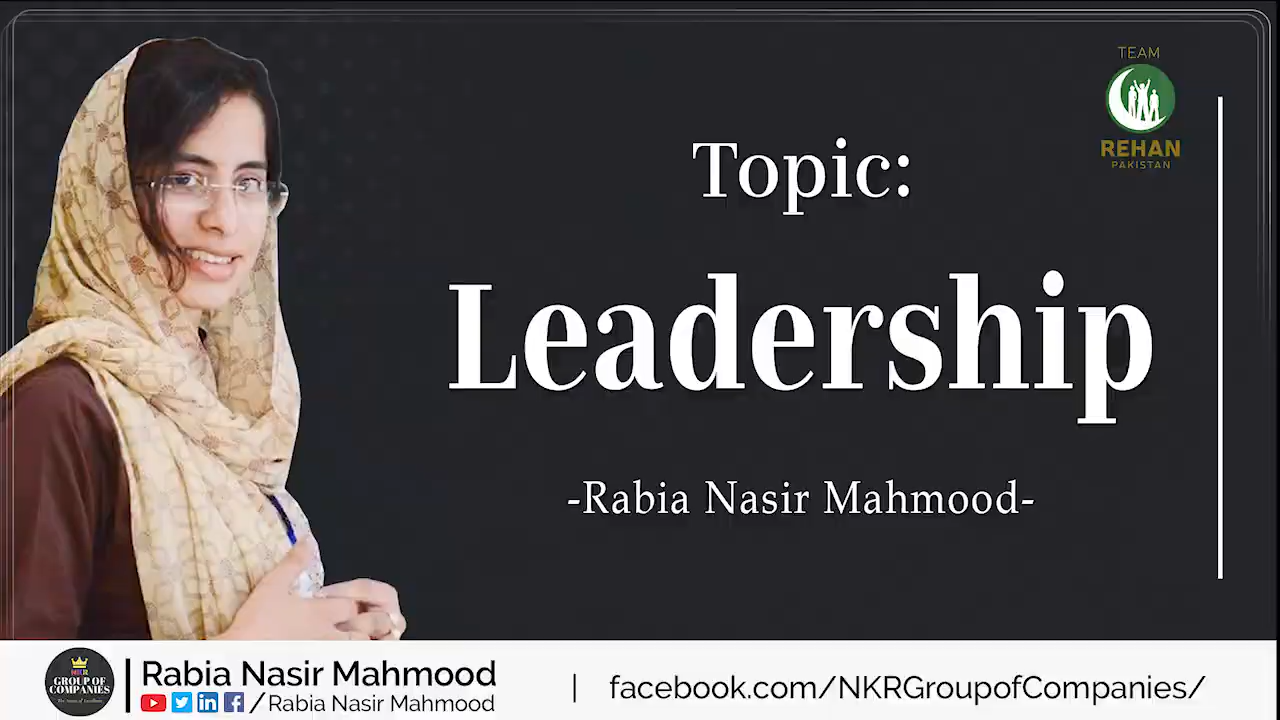 TEAM
REHAN
PAKISTAN
Topic:
Leadership
-Rabia Nasir Mahmood-
NKR
GROUP OF
COMPANIES
Rabia Nasir Mahmood
/Rabia Nasir Mahmood
| facebook.com/NKRGroupofCompanies/